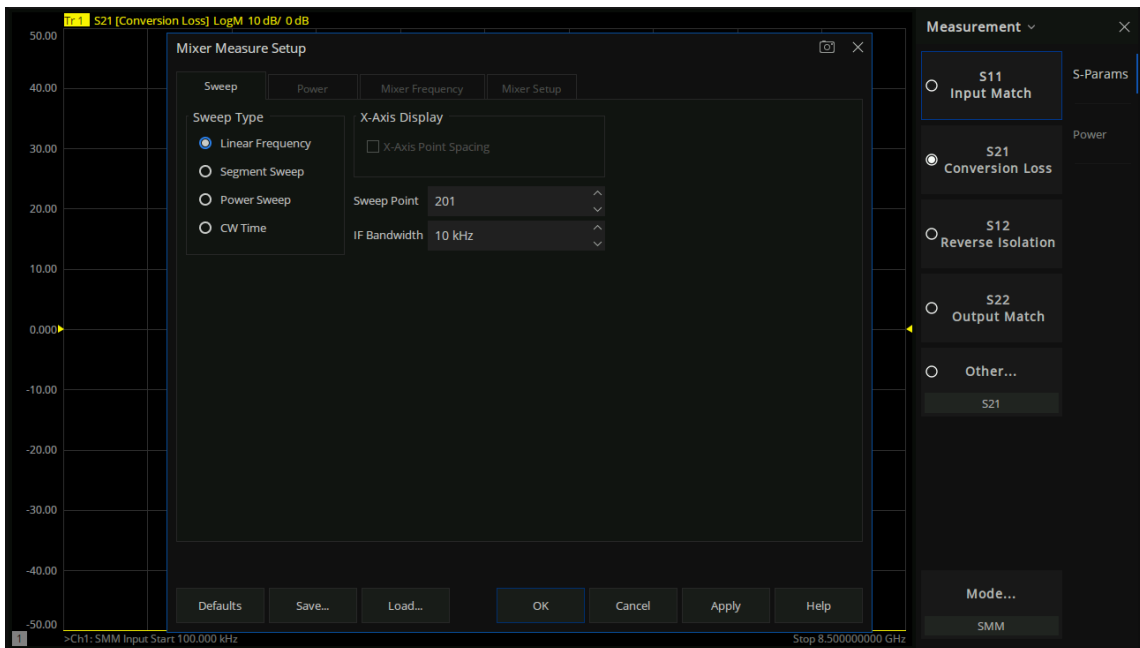 Tr 1 S21 [Conversion Loss] LogM 10 dB/ 0 dB
50.00
40.00
30.00
20.00
10.00
0.000
-10.00
-20.00
-30.00
-40.00
-50.00
Mixer Measure Setup
Sweep Power Mixer Frequency Mixer Setup
Sweep Type
Linear Frequency
Segment Sweep
Power Sweep
CW Time
X-Axis Display
X-Axis Point Spacing
Sweep Point 201
IF Bandwidth 10 kHz
Defaults Save... Load... OK Cancel Apply Help
1 >Ch1: SMM Input Start 100.000 kHz Stop 8.500000000 GHz
Measurement
S11
Input Match
S21
Conversion Loss
S12
Reverse Isolation
S22
Output Match
Other...
S21
Mode...
SMM
S-Params
Power